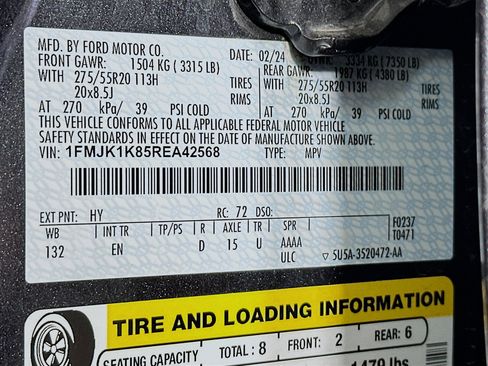 MFD. BY FORD MOTOR CO.
DATE: 02/24 3334 KG (7350 LB)
FRONT GAWR: 1504 KG (3315 LB) REAR GAWR: 1987 KG (4380 LB)
WITH 275/55R20 113H TIRES WITH 275/55R20 113H
20x8.5J RIMS 20x8.5J
AT 270 kPa/ 39 PSI COLD AT 270 kPa/ 39 PSI COLD
THIS VEHICLE CONFORMS TO ALL APPLICABLE FEDERAL MOTOR VEHICLE
SAFETY STANDARDS IN EFFECT ON THE DATE OF MANUFACTURE SHOWN ABOVE.
VIN: 1FMJK1K85REA42568 TYPE: MPV
EXT PNT: HY RC: 72 DSO: F0237
WB INT TR TP/PS R AXLE TR SPR T0471
132 EN D 15 U AAAA
ULC ▽ 5U5A-3520472-AA
TIRE AND LOADING INFORMATION
SEATING CAPACITY TOTAL: 8 FRONT: 2 REAR: 6